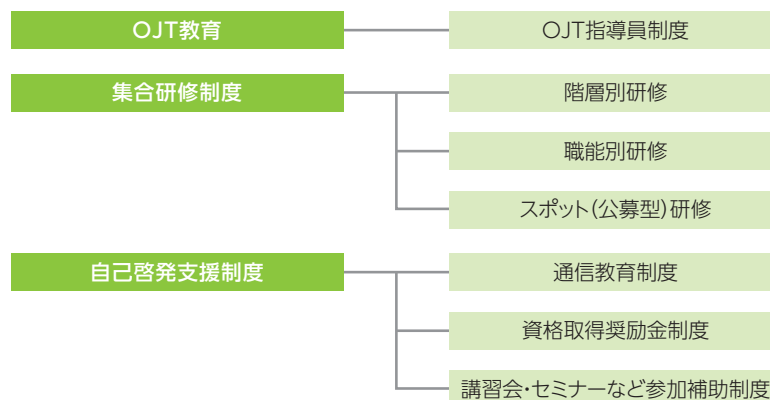 OJT教育
OJT指導員制度
集合研修制度
階層別研修
職能別研修
スポット(公募型)研修
自己啓発支援制度
通信教育制度
資格取得奨励金制度
講習会・セミナーなど参加補助制度